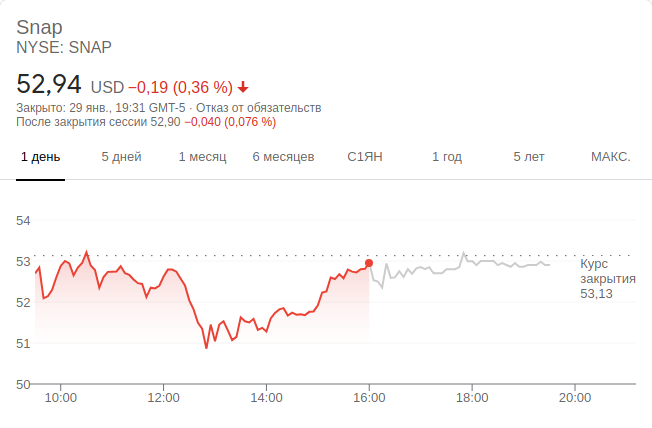 Snap
NYSE: SNAP
52,94 USD −0,19 (0,36 %)
Закрыто: 29 янв., 19:31 GMT-5 · Отказ от обязательств
После закрытия сессии 52,90 −0,040 (0,076 %)
1 день 5 дней 1 месяц 6 месяцев С1ЯН 1 год 5 лет МАКС.
54
53
52
51
50
Курс
закрытия
53,13
10:00 12:00 14:00 16:00 18:00 20:00